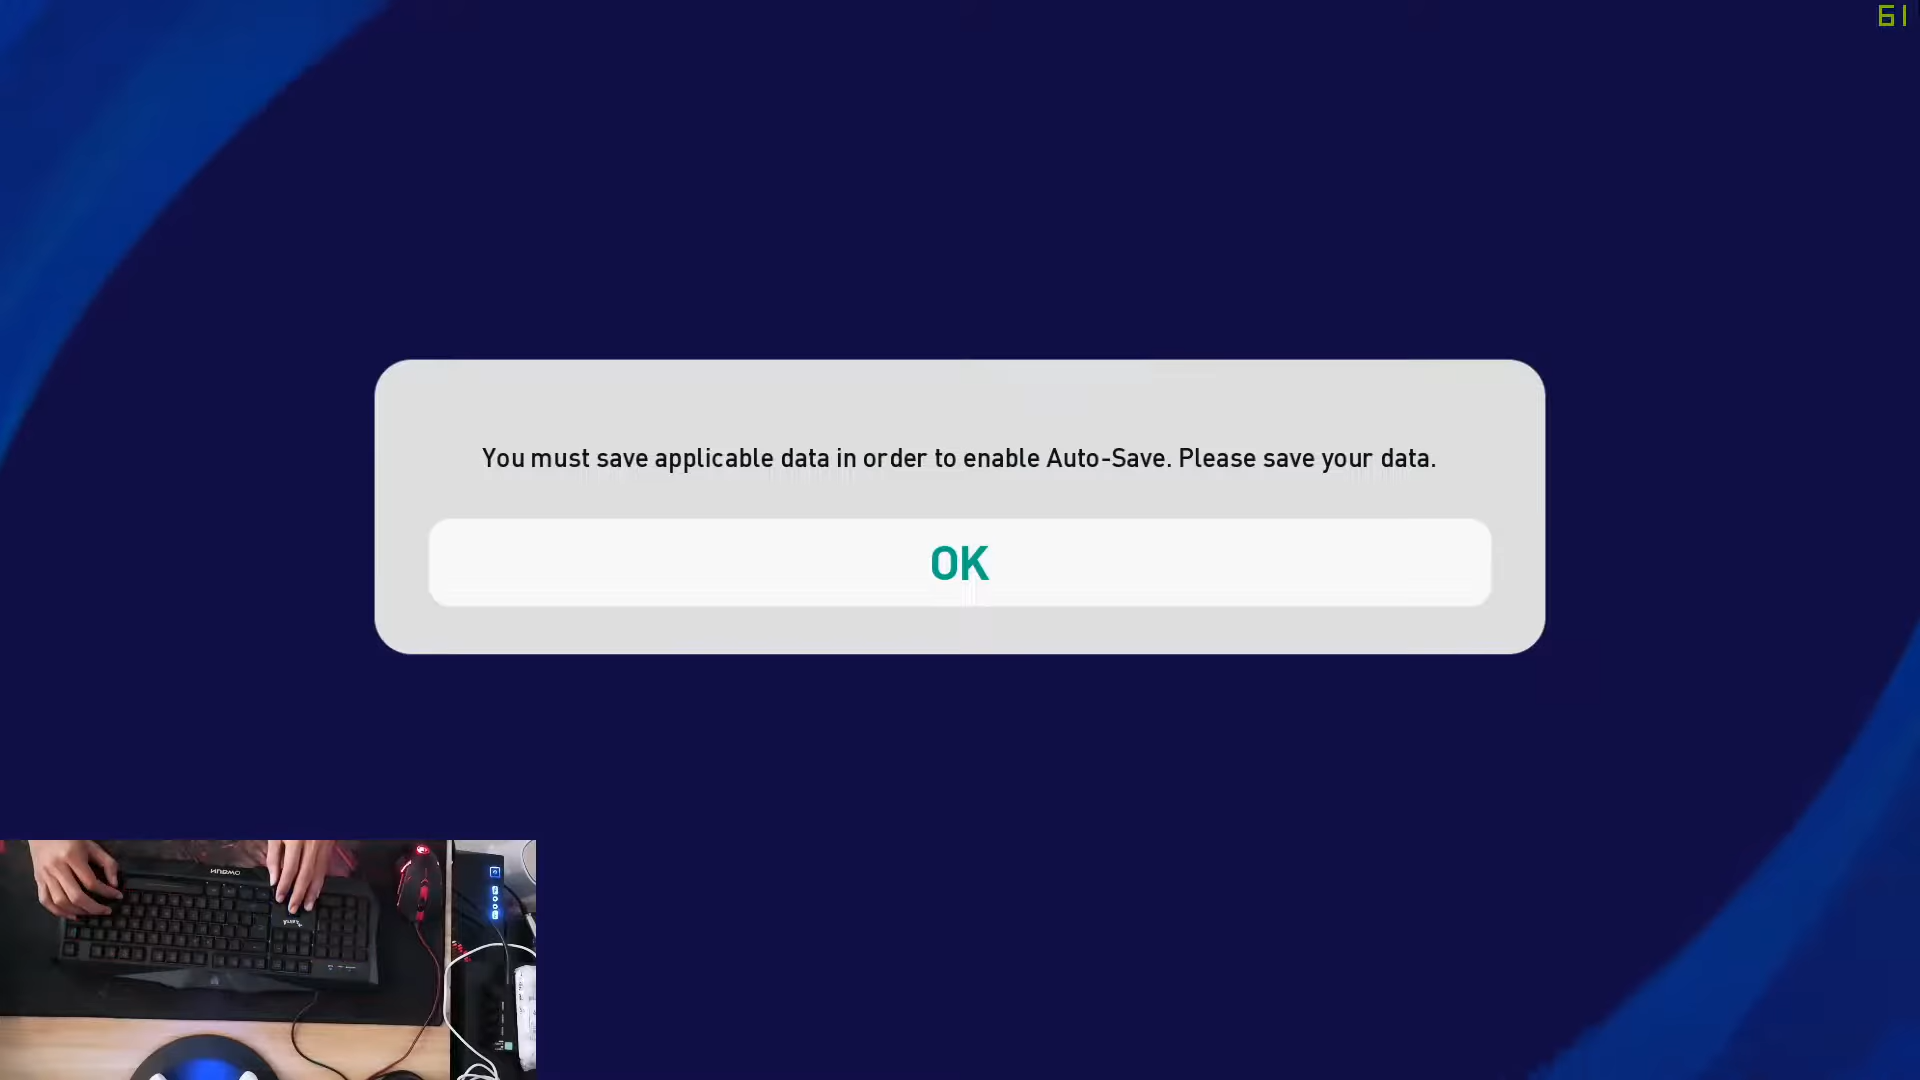 61
You must save applicable data in order to enable Auto-Save. Please save your data.
OK